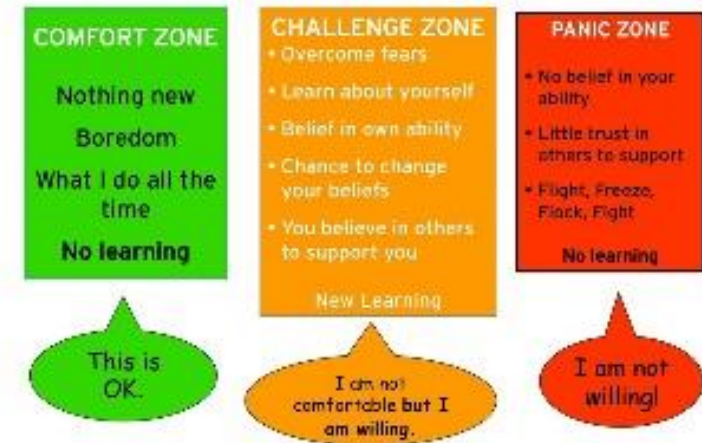 COMFORT ZONE
Nothing new
Boredom
What I do all the
time
No learning
This is
OK.
CHALLENGE ZONE
• Overcome fears
• Learn about yourself
• Belief in own ability
• Chance to change
your beliefs
• You believe in others
to support you
New Learning
I am not
comfortable but I
am willing.
PANIC ZONE
• No belief in your
ability
• Little trust in
others to support
• Flight, Freeze,
Flock, Fight
No learning
I am not
willing!